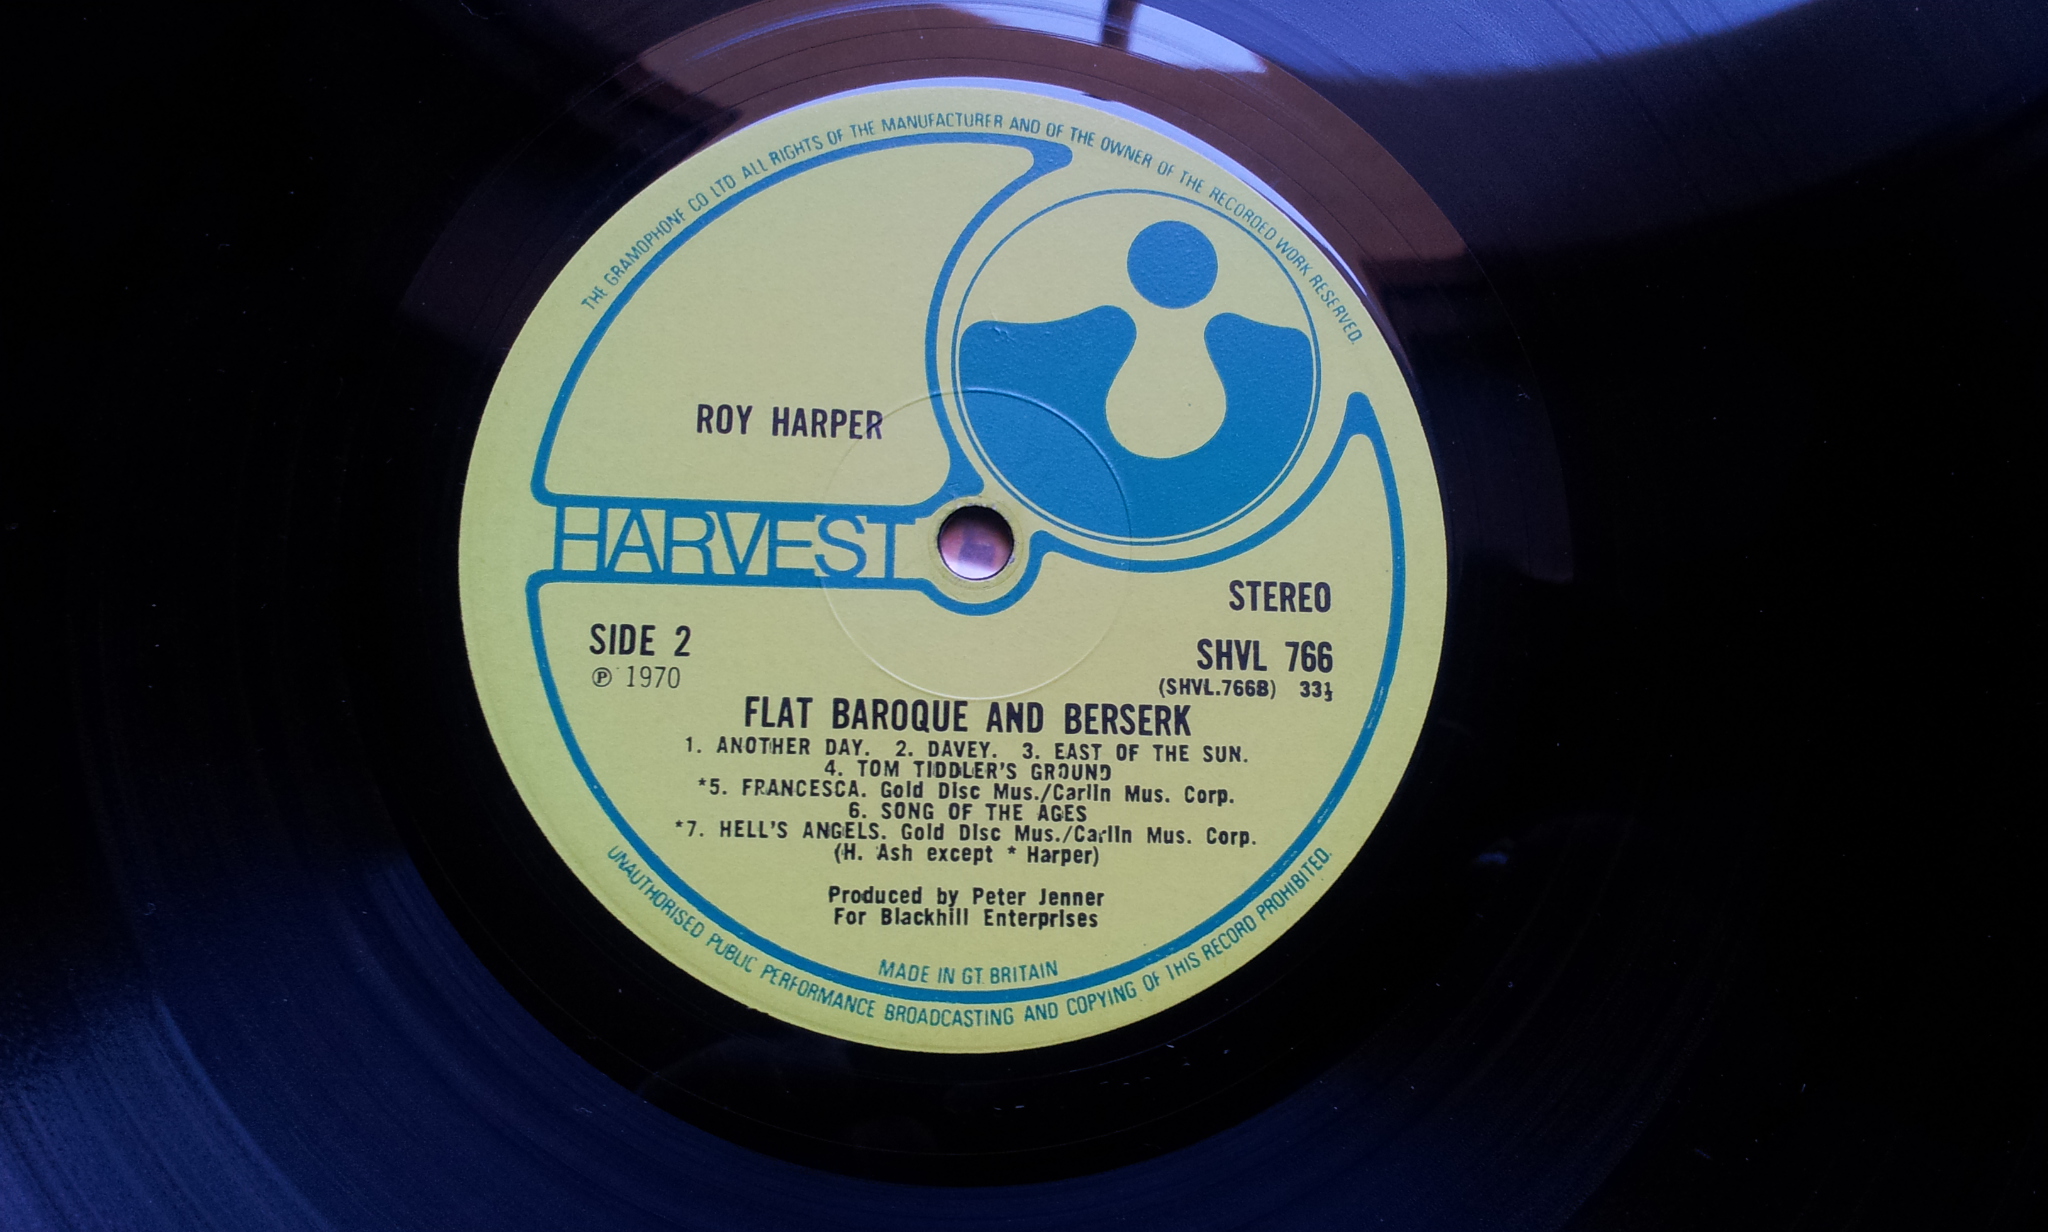 THE GRAMOPHONE CO LTD ALL RIGHTS OF THE MANUFACTURER AND OF THE OWNER OF THE RECORDED WORK RESERVED.
ROY HARPER
HARVEST
STEREO
SIDE 2
SHVL 766
℗ 1970
(SHVL.766B) 33⅓
FLAT BAROQUE AND BERSERK
1. ANOTHER DAY. 2. DAVEY. 3. EAST OF THE SUN.
4. TOM TIDDLER'S GROUND
*5. FRANCESCA. Gold Disc Mus./Carlin Mus. Corp.
6. SONG OF THE AGES
*7. HELL'S ANGELS. Gold Disc Mus./Carlin Mus. Corp.
(H. Ash except * Harper)
Produced by Peter Jenner
For Blackhill Enterprises
MADE IN GT. BRITAIN
UNAUTHORISED PUBLIC PERFORMANCE BROADCASTING AND COPYING OF THIS RECORD PROHIBITED.